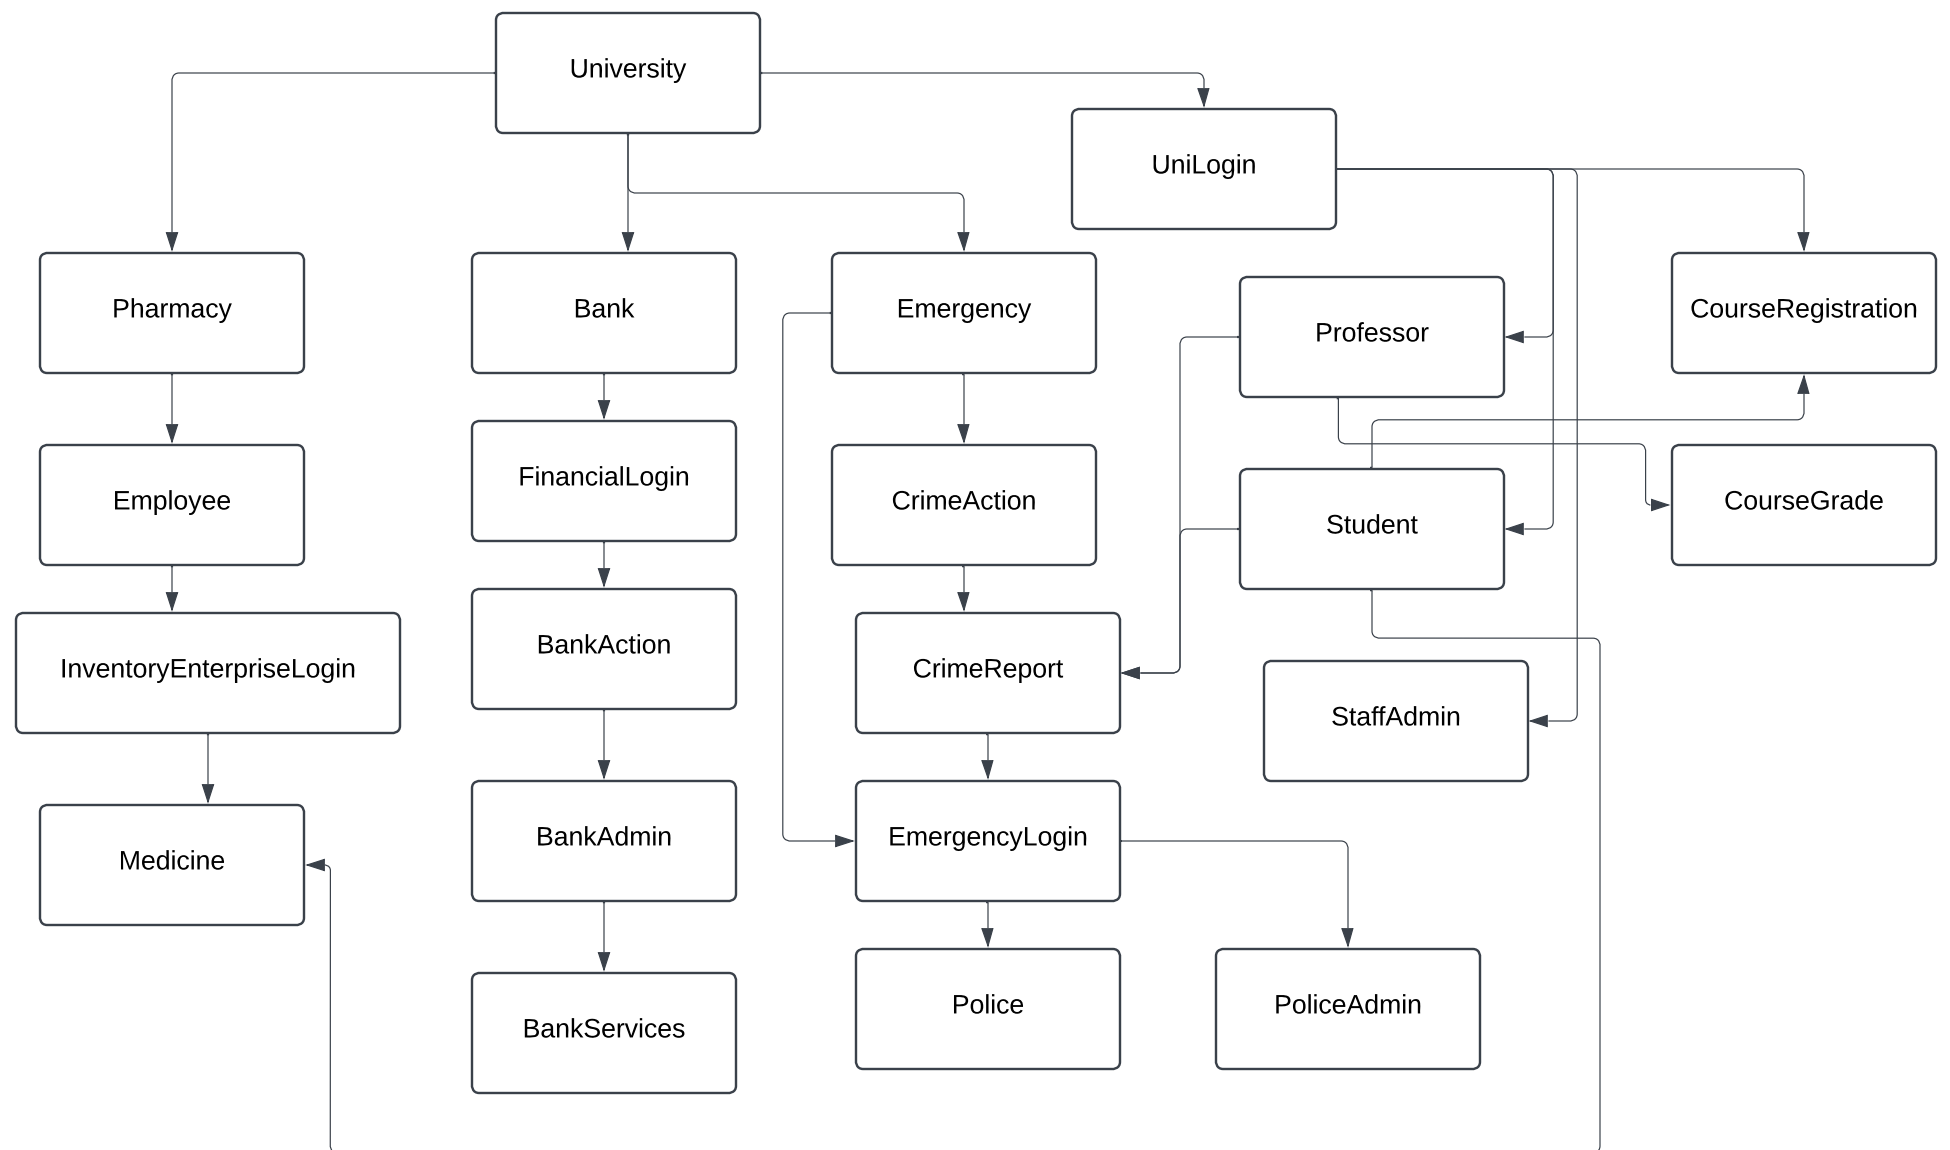 University
UniLogin
Pharmacy
Bank
Emergency
Professor
CourseRegistration
Employee
FinancialLogin
CrimeAction
Student
CourseGrade
InventoryEnterpriseLogin
BankAction
CrimeReport
StaffAdmin
Medicine
BankAdmin
EmergencyLogin
BankServices
Police
PoliceAdmin